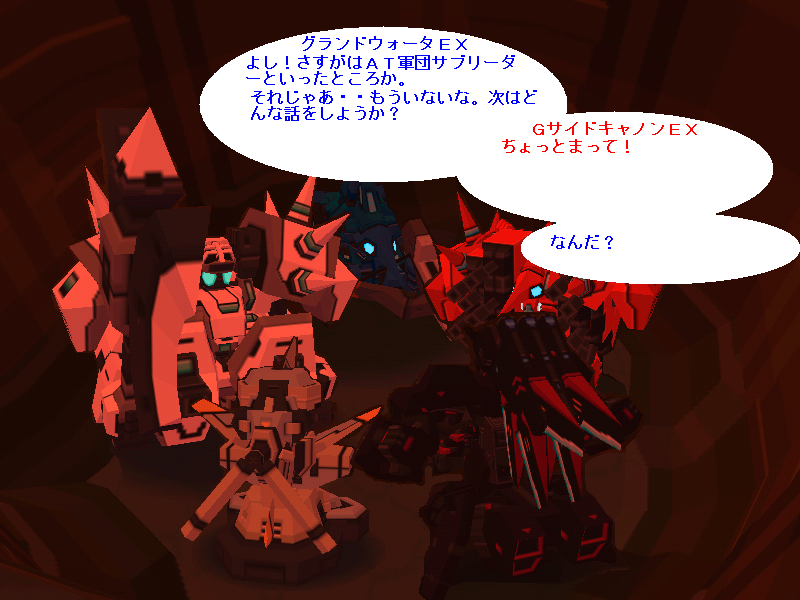 グランドウォータＥＸ
よし！さすがはＡＴ軍団サブリーダ
ーといったところか。
それじゃあ・・もういないな。次はど
んな話をしようか？
ＧサイドキャノンＥＸ
ちょっとまって！
なんだ？